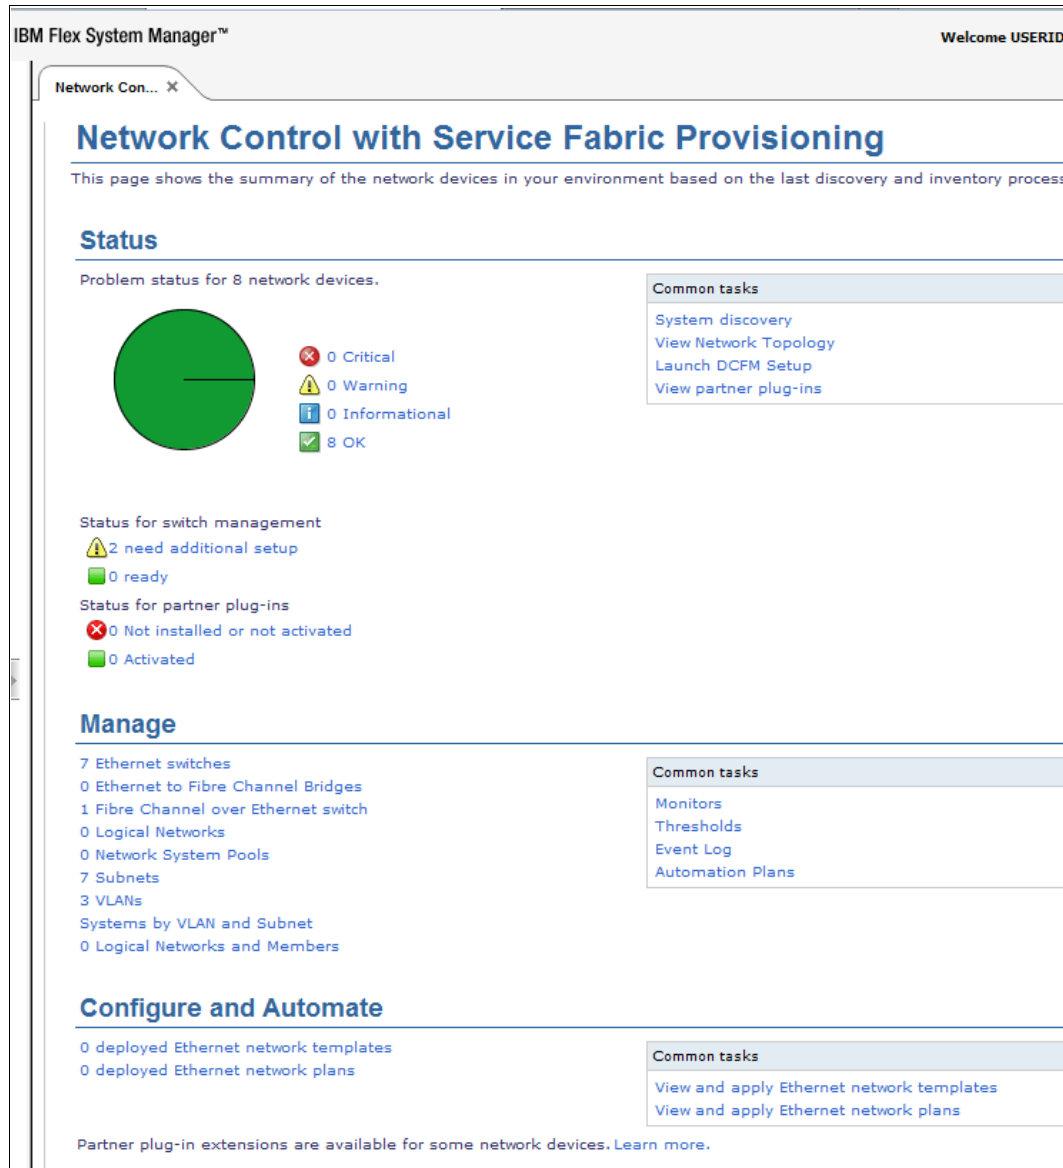 IBM Flex System Manager™
Welcome USERID
Network Con...
Network Control with Service Fabric Provisioning
This page shows the summary of the network devices in your environment based on the last discovery and inventory process
Status
Problem status for 8 network devices.
0 Critical
0 Warning
0 Informational
8 OK
Common tasks
System discovery
View Network Topology
Launch DCFM Setup
View partner plug-ins
Status for switch management
2 need additional setup
0 ready
Status for partner plug-ins
0 Not installed or not activated
0 Activated
Manage
7 Ethernet switches
0 Ethernet to Fibre Channel Bridges
1 Fibre Channel over Ethernet switch
0 Logical Networks
0 Network System Pools
7 Subnets
3 VLANs
Systems by VLAN and Subnet
0 Logical Networks and Members
Common tasks
Monitors
Thresholds
Event Log
Automation Plans
Configure and Automate
0 deployed Ethernet network templates
0 deployed Ethernet network plans
Common tasks
View and apply Ethernet network templates
View and apply Ethernet network plans
Partner plug-in extensions are available for some network devices. Learn more.